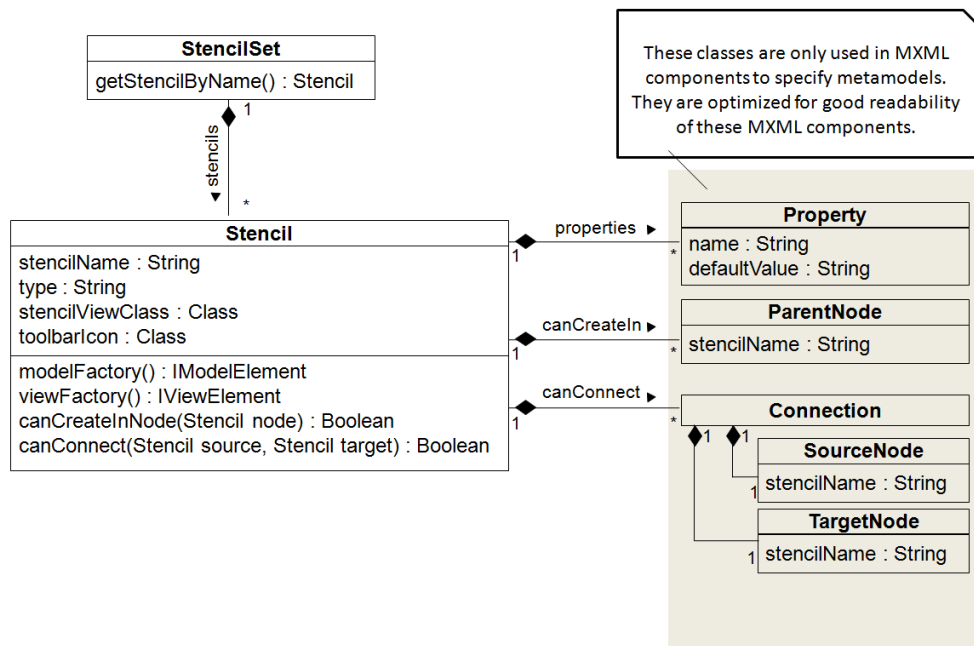 These classes are only used in MXML
components to specify metamodels.
They are optimized for good readability
of these MXML components.
StencilSet
getStencilByName() : Stencil
1
stencils
*
Stencil
stencilName : String
type : String
stencilViewClass : Class
toolbarIcon : Class
modelFactory() : IModelElement
viewFactory() : IViewElement
canCreateInNode(Stencil node) : Boolean
canConnect(Stencil source, Stencil target) : Boolean
properties
1
*
Property
name : String
defaultValue : String
canCreateIn
1
*
ParentNode
stencilName : String
canConnect
1
*
Connection
1
1
SourceNode
1
stencilName : String
TargetNode
1
stencilName : String